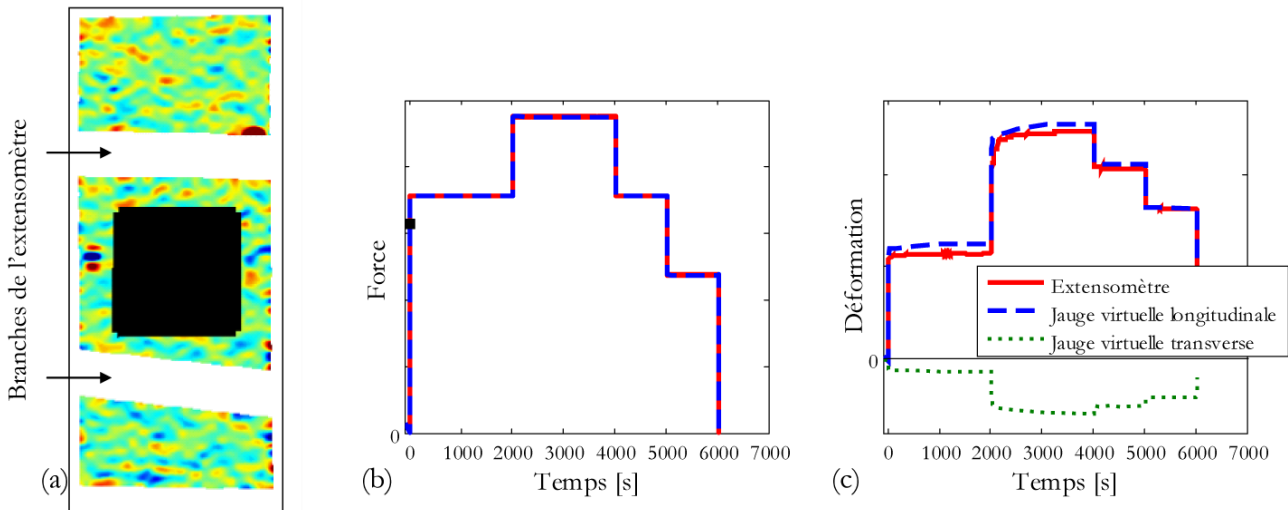 Branches de l'extensomètre
(a)
Force
0
0
1000
2000
3000
4000
5000
6000
7000
Temps [s]
(b)
Déformation
0
Extensomètre
Jauge virtuelle longitudinale
Jauge virtuelle transverse
0
1000
2000
3000
4000
5000
6000
7000
Temps [s]
(c)